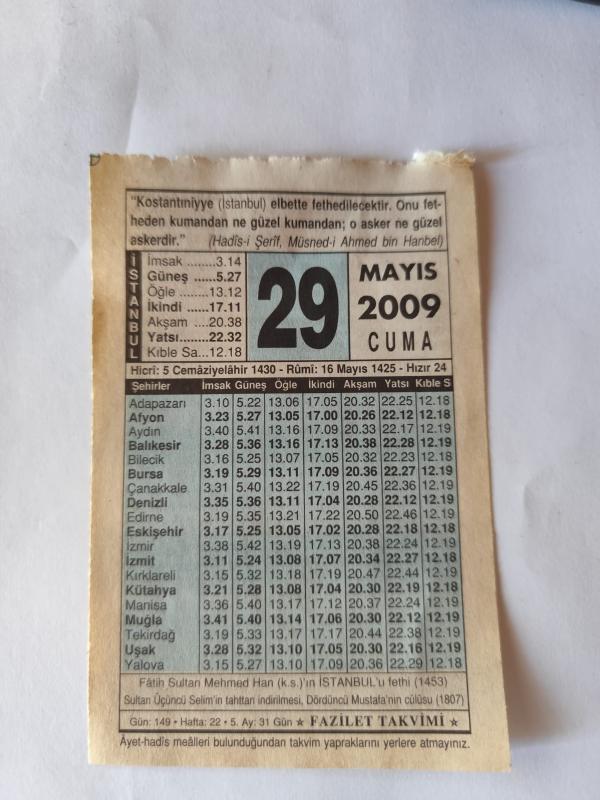 "Kostantıniyye (İstanbul) elbette fethedilecektir. Onu fet-
heden kumandan ne güzel kumandan; o asker ne güzel
askerdir." (Hadîs-i Şerîf, Müsned-i Ahmed bin Hanbel)
İSTANBUL
İmsak ........3.14
Güneş ......5.27
Öğle ........13.12
İkindi ......17.11
Akşam ....20.38
Yatsı........22.32
Kıble Sa...12.18
29
MAYIS
2009
CUMA
Hicrî: 5 Cemâziyelâhir 1430 - Rûmî: 16 Mayıs 1425 - Hızır 24
Şehirler İmsak Güneş Öğle İkindi Akşam Yatsı Kıble S
Adapazarı 3.10 5.22 13.06 17.05 20.32 22.25 12.18
Afyon 3.23 5.27 13.05 17.00 20.26 22.12 12.18
Aydın 3.40 5.41 13.16 17.09 20.33 22.17 12.19
Balıkesir 3.28 5.36 13.16 17.13 20.38 22.28 12.19
Bilecik 3.16 5.25 13.07 17.05 20.32 22.23 12.18
Bursa 3.19 5.29 13.11 17.09 20.36 22.27 12.19
Çanakkale 3.31 5.40 13.22 17.19 20.45 22.36 12.19
Denizli 3.35 5.36 13.11 17.04 20.28 22.12 12.19
Edirne 3.19 5.35 13.21 17.22 20.50 22.46 12.19
Eskişehir 3.17 5.25 13.05 17.02 20.28 22.18 12.18
İzmir 3.38 5.42 13.19 17.13 20.38 22.24 12.19
İzmit 3.11 5.24 13.08 17.07 20.34 22.27 12.18
Kırklareli 3.15 5.32 13.18 17.19 20.47 22.44 12.19
Kütahya 3.21 5.28 13.08 17.04 20.30 22.19 12.18
Manisa 3.36 5.40 13.17 17.12 20.37 22.24 12.19
Muğla 3.41 5.40 13.14 17.06 20.30 22.12 12.19
Tekirdağ 3.19 5.33 13.17 17.17 20.44 22.38 12.19
Uşak 3.28 5.32 13.10 17.05 20.30 22.16 12.19
Yalova 3.15 5.27 13.10 17.09 20.36 22.29 12.18
Fâtih Sultan Mehmed Han (k.s.)'ın İSTANBUL'u fethi (1453)
Sultan Üçüncü Selim'in tahttan indirilmesi, Dördüncü Mustafa'nın cülûsu (1807)
Gün: 149 • Hafta: 22 • 5. Ay: 31 Gün ★ FAZİLET TAKVİMİ ★
Âyet-hadîs meâlleri bulunduğundan takvim yapraklarını yerlere atmayınız.